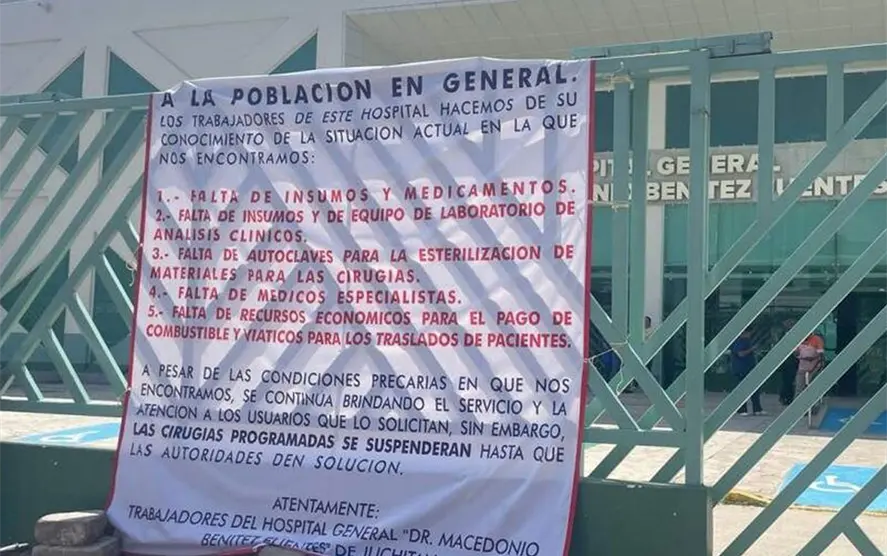 A LA POBLACION EN GENERAL.
LOS TRABAJADORES DE ESTE HOSPITAL HACEMOS DE SU
CONOCIMIENTO DE LA SITUACION ACTUAL EN LA QUE
NOS ENCONTRAMOS:
1.- FALTA DE INSUMOS Y MEDICAMENTOS.
2.- FALTA DE INSUMOS Y DE EQUIPO DE LABORATORIO DE
ANALISIS CLINICOS.
3.- FALTA DE AUTOCLAVES PARA LA ESTERILIZACION DE
MATERIALES PARA LAS CIRUGIAS.
4.- FALTA DE MEDICOS ESPECIALISTAS.
5.- FALTA DE RECURSOS ECONOMICOS PARA EL PAGO DE
COMBUSTIBLE Y VIATICOS PARA LOS TRASLADOS DE PACIENTES.
A PESAR DE LAS CONDICIONES PRECARIAS EN QUE NOS
ENCONTRAMOS, SE CONTINUA BRINDANDO EL SERVICIO Y LA
ATENCION A LOS USUARIOS QUE LO SOLICITAN, SIN EMBARGO,
LAS CIRUGIAS PROGRAMADAS SE SUSPENDERAN HASTA QUE
LAS AUTORIDADES DEN SOLUCION.
ATENTAMENTE:
TRABAJADORES DEL HOSPITAL GENERAL "DR. MACEDONIO
BENITEZ FUENTES" DE JUCHITAN
GENERAL
BENITEZ FUENTES